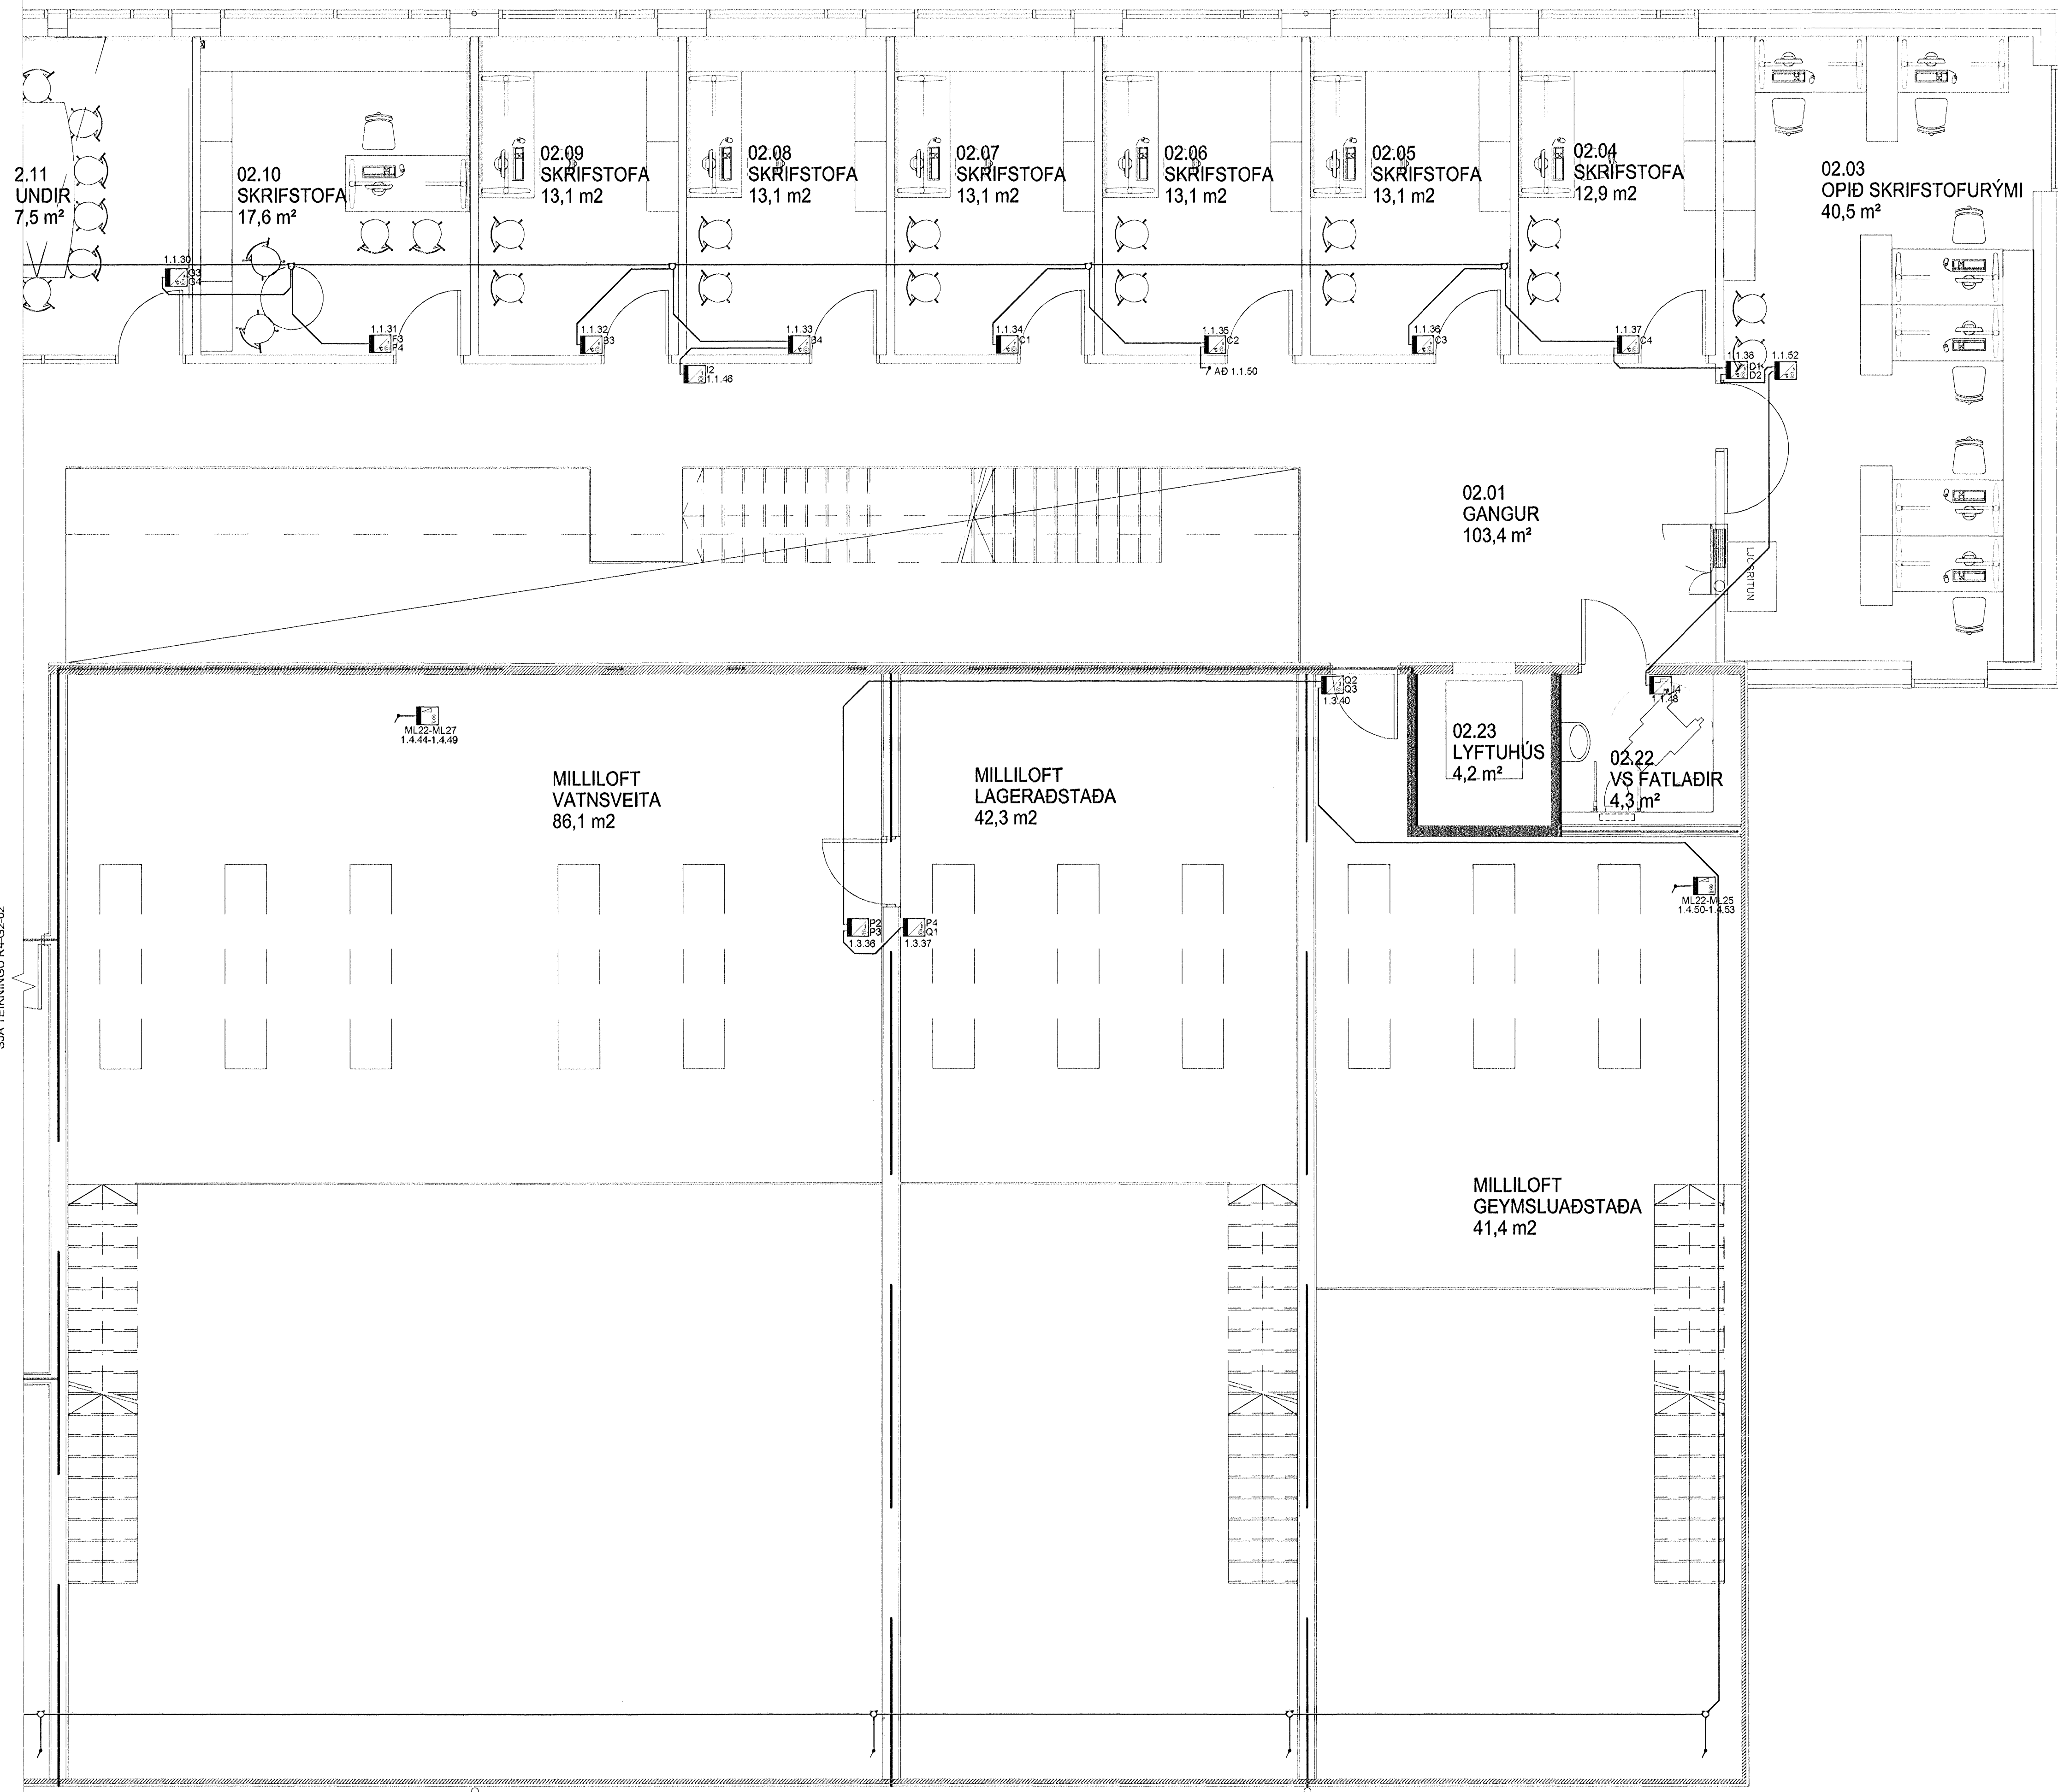 2.11
UNDIR
7,5 m²
02.10
SKRIFSTOFA
17,6 m²
02.09
SKRIFSTOFA
13,1 m2
02.08
SKRIFSTOFA
13,1 m2
02.07
SKRIFSTOFA
13,1 m2
02.06
SKRIFSTOFA
13,1 m2
02.05
SKRIFSTOFA
13,1 m2
02.04
SKRIFSTOFA
12,9 m2
02.03
OPIÐ SKRIFSTOFURÝMI
40,5 m²
1.1.30
G3
G4
1.1.31
F3
F4
1.1.32
B3
1.1.33
B4
I2
1.1.46
1.1.34
C1
1.1.35
C2
AÐ 1.1.50
1.1.36
C3
1.1.37
C4
1.1.38
D1
D2
1.1.52
02.01
GANGUR
103,4 m²
LJÓSRITUN
Q2
Q3
1.3.40
I4
1.1.48
ML22-ML27
1.4.44-1.4.49
MILLILOFT
VATNSVEITA
86,1 m2
MILLILOFT
LAGERAÐSTAÐA
42,3 m2
02.23
LYFTUHÚS
4,2 m²
02.22
VS FATLAÐIR
4,3 m²
P2
P3
1.3.36
P4
Q1
1.3.37
ML22-ML25
1.4.50-1.4.53
MILLILOFT
GEYMSLUAÐSTAÐA
41,4 m2